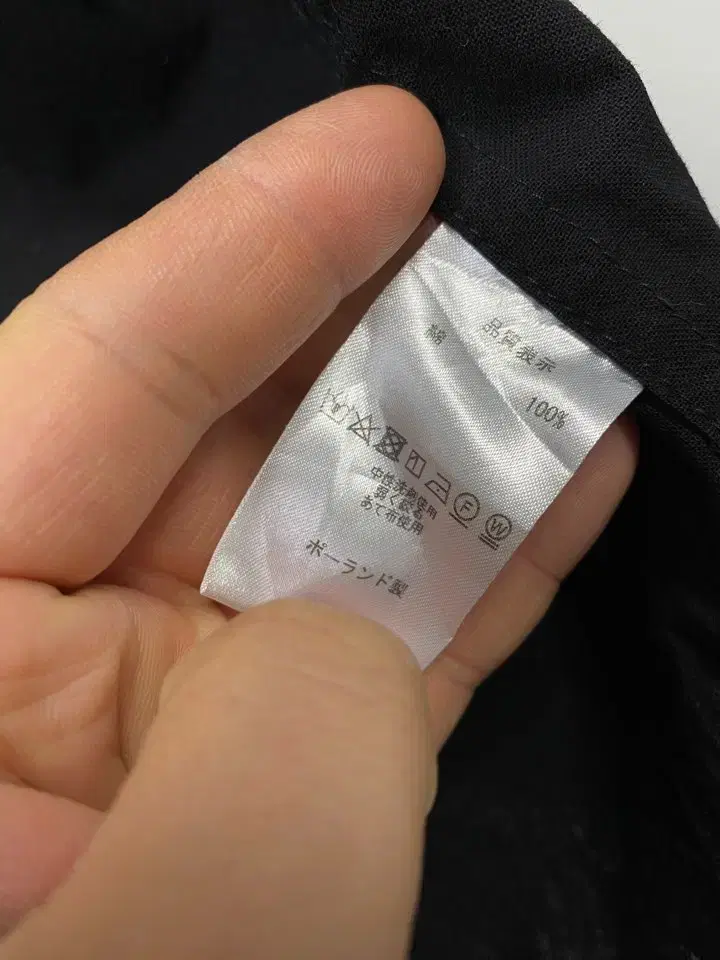 品質表示
綿 100%
F W
中性洗剤使用
弱く絞る
あて布使用
ポーランド製